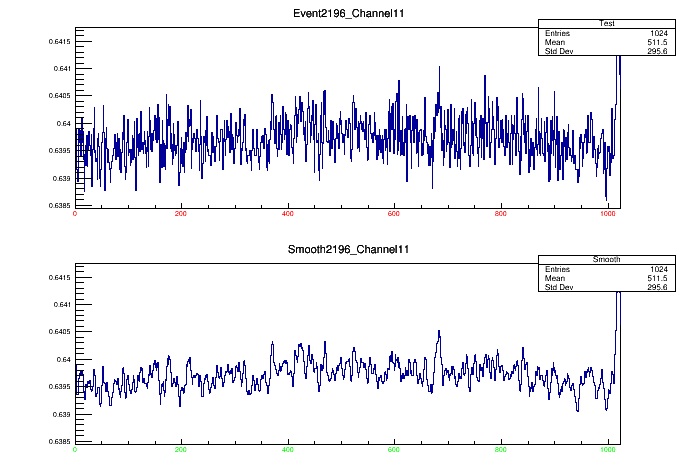 Event2196_Channel11
Test
Entries 1024
Mean 511.5
Std Dev 295.6
0.6415
0.641
0.6405
0.64
0.6395
0.639
0.6385
0 200 400 600 800 1000
Smooth2196_Channel11
Smooth
Entries 1024
Mean 511.5
Std Dev 295.6
0.6415
0.641
0.6405
0.64
0.6395
0.639
0.6385
0 200 400 600 800 1000